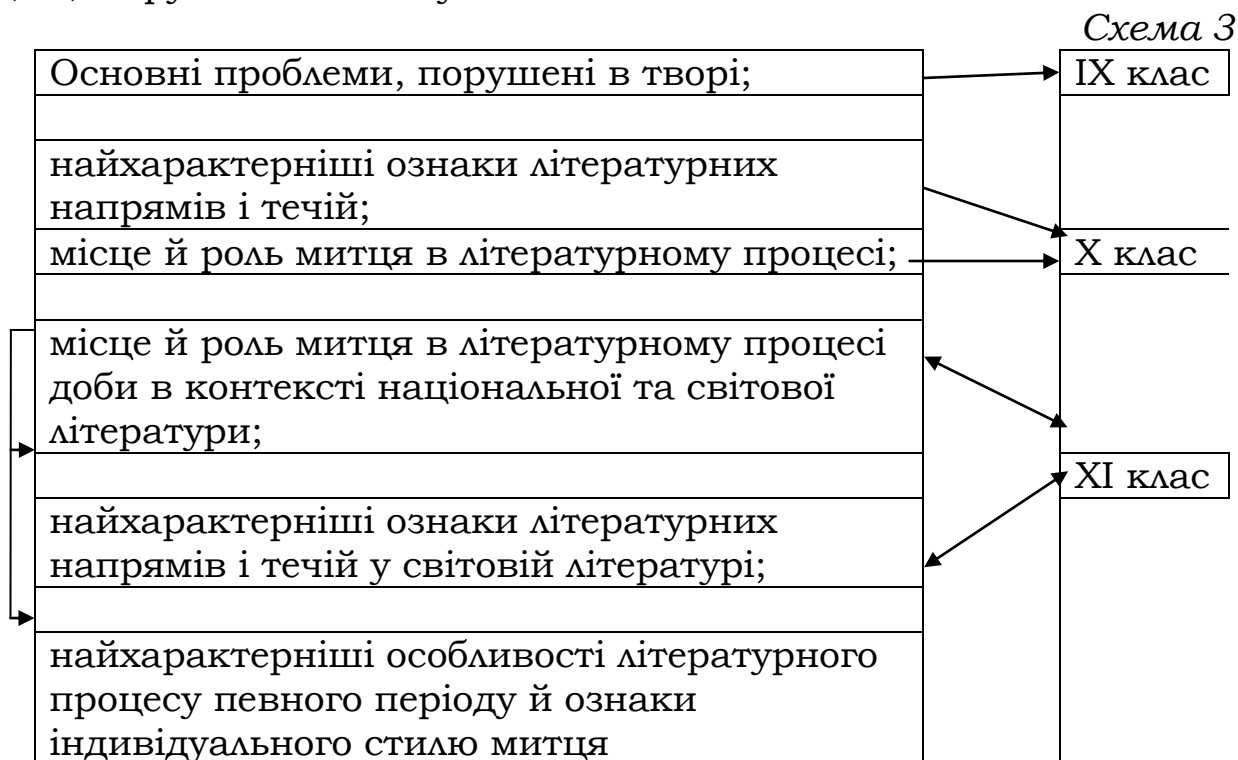 Схема 3
Основні проблеми, порушені в творі;
IX клас
найхарактерніші ознаки літературних
напрямів і течій;
місце й роль митця в літературному процесі;
X клас
місце й роль митця в літературному процесі
доби в контексті національної та світової
літератури;
XI клас
найхарактерніші ознаки літературних
напрямів і течій у світовій літературі;
найхарактерніші особливості літературного
процесу певного періоду й ознаки
індивідуального стилю митця